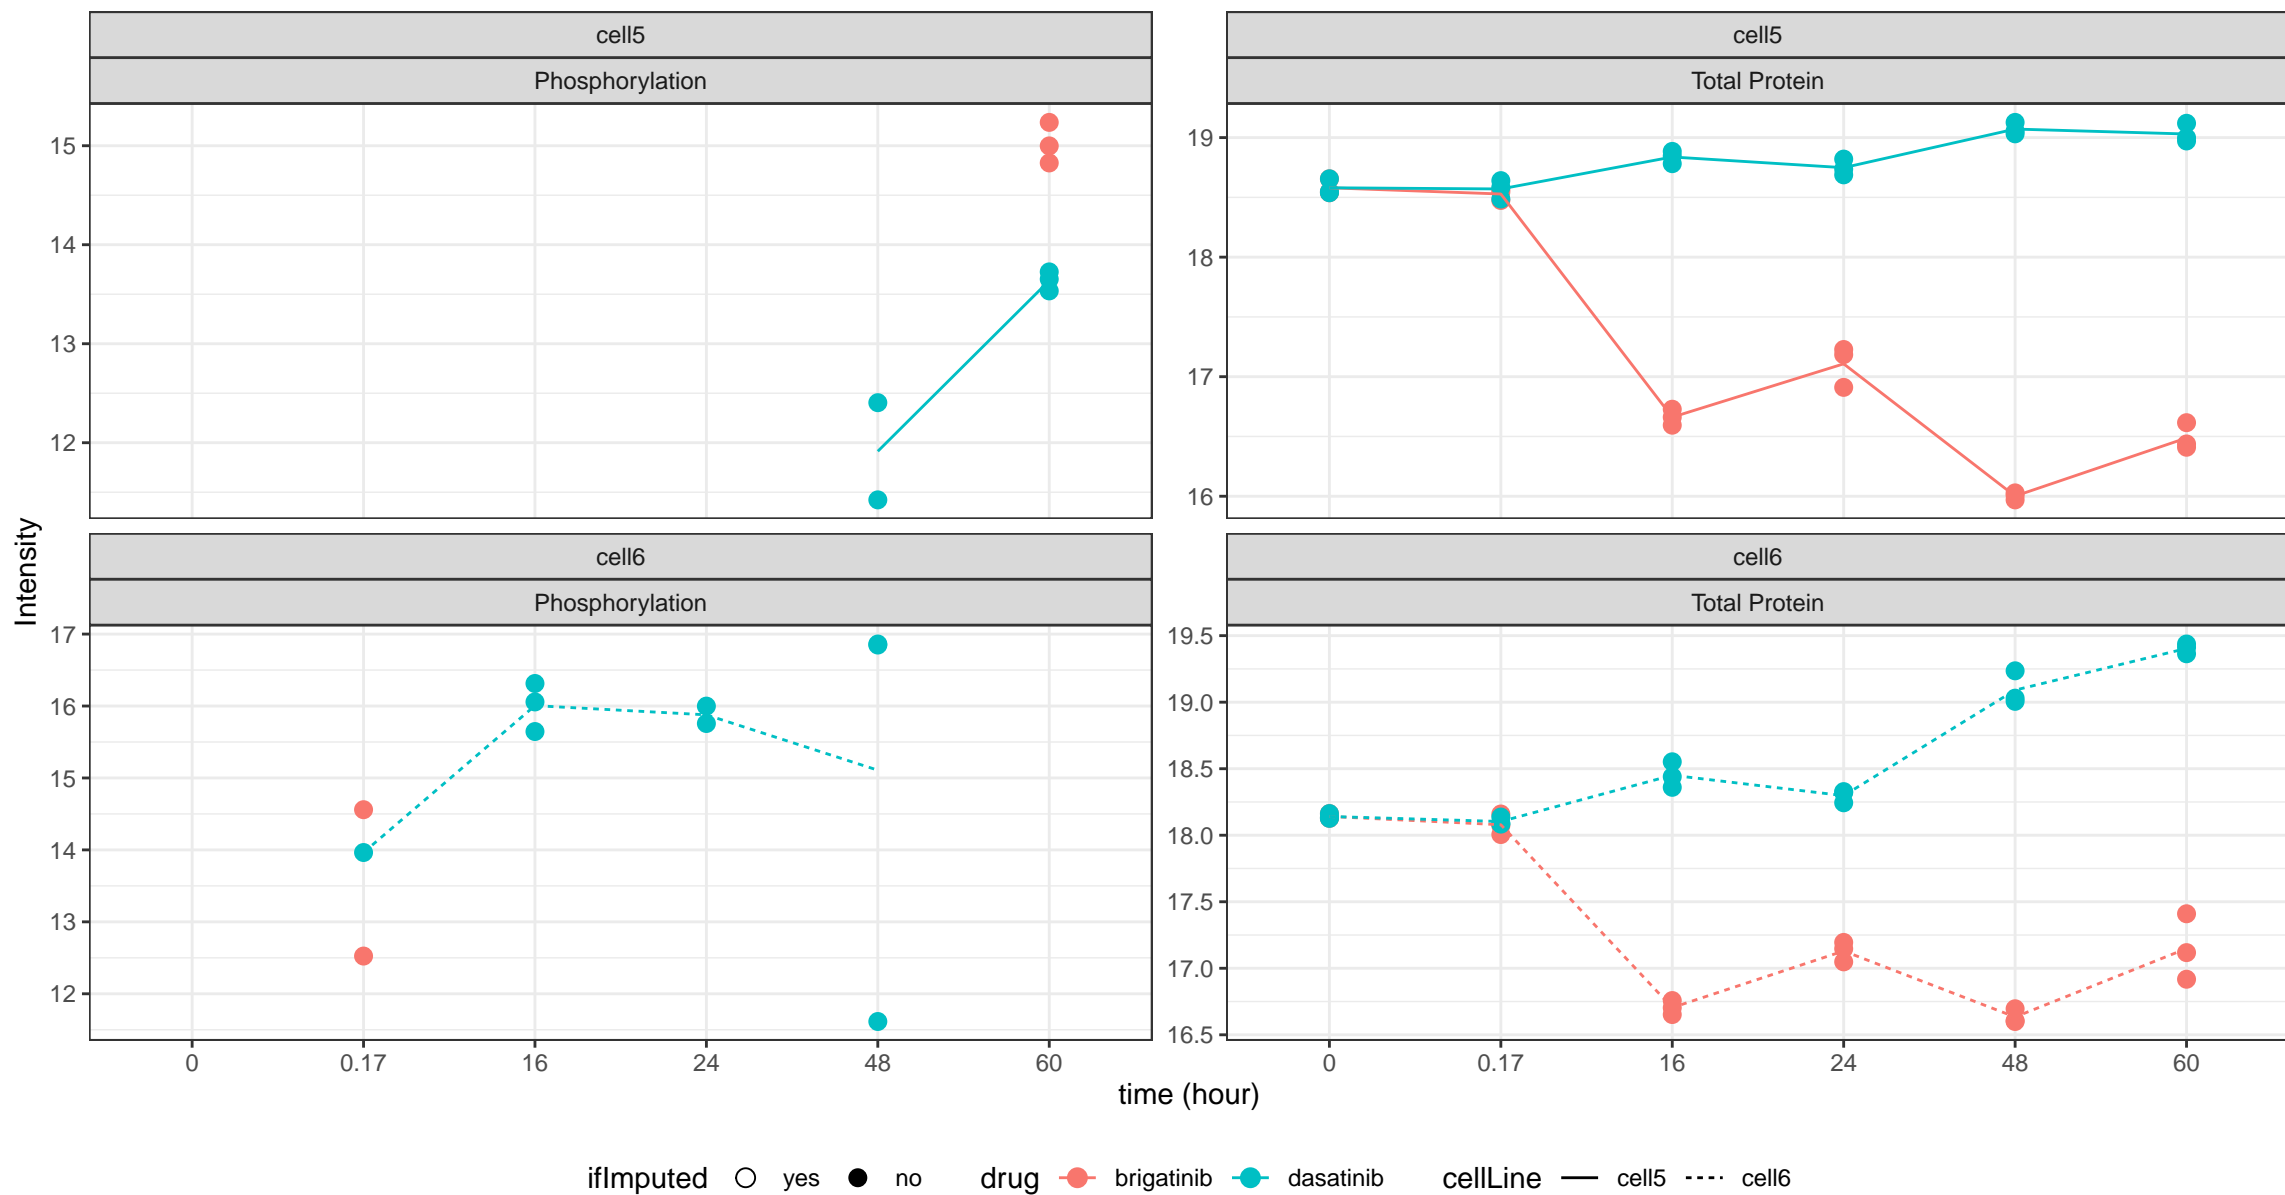 cell5
Phosphorylation
15
14
13
12
cell5
Total Protein
19
18
17
16
Intensity
cell6
Phosphorylation
17
16
15
14
13
12
0 0.17 16 24 48 60
cell6
Total Protein
19.5
19.0
18.5
18.0
17.5
17.0
16.5
0 0.17 16 24 48 60
time (hour)
ifImputed yes no drug brigatinib dasatinib cellLine cell5 cell6